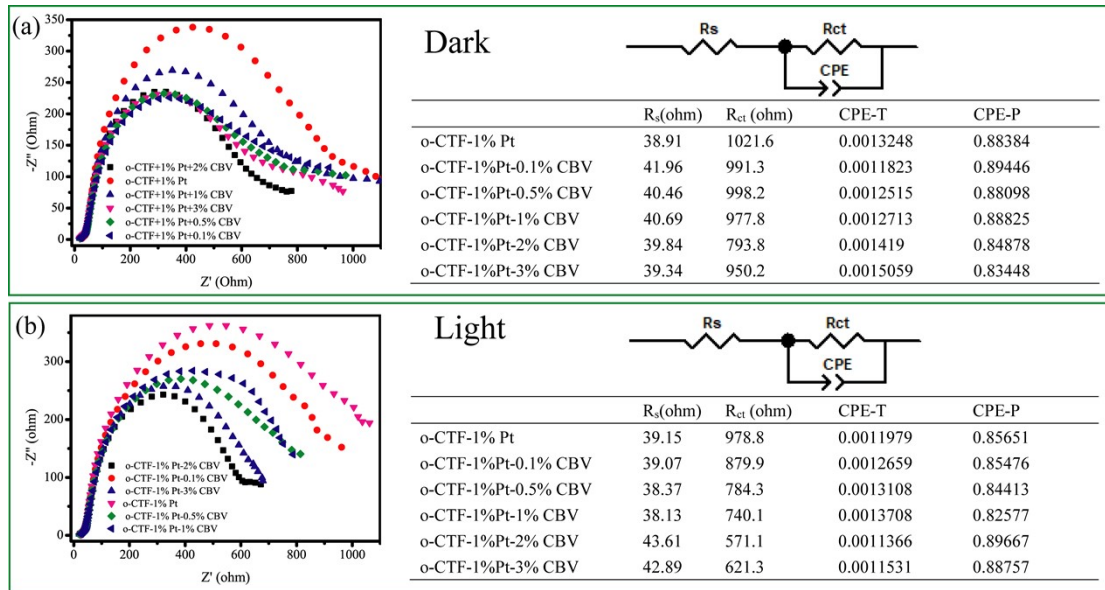 (a)
350
300
250
200
150
100
50
0
-Z" (Ohm)
o-CTF+1% Pt+2% CBV
o-CTF+1% Pt
o-CTF+1% Pt+1% CBV
o-CTF+1% Pt+3% CBV
o-CTF+1% Pt+0.5% CBV
o-CTF+1% Pt+0.1% CBV
0 200 400 600 800 1000
Z' (Ohm)
Dark
Rs Rct
CPE
Rs(ohm) Rct (ohm) CPE-T CPE-P
o-CTF-1% Pt 38.91 1021.6 0.0013248 0.88384
o-CTF-1%Pt-0.1% CBV 41.96 991.3 0.0011823 0.89446
o-CTF-1%Pt-0.5% CBV 40.46 998.2 0.0012515 0.88098
o-CTF-1%Pt-1% CBV 40.69 977.8 0.0012713 0.88825
o-CTF-1%Pt-2% CBV 39.84 793.8 0.001419 0.84878
o-CTF-1%Pt-3% CBV 39.34 950.2 0.0015059 0.83448
(b)
300
200
100
0
-Z" (ohm)
o-CTF-1% Pt-2% CBV
o-CTF-1% Pt-0.1% CBV
o-CTF-1% Pt-3% CBV
o-CTF-1% Pt
o-CTF-1% Pt-0.5% CBV
o-CTF-1% Pt-1% CBV
0 200 400 600 800 1000
Z' (ohm)
Light
Rs Rct
CPE
Rs(ohm) Rct (ohm) CPE-T CPE-P
o-CTF-1% Pt 39.15 978.8 0.0011979 0.85651
o-CTF-1%Pt-0.1% CBV 39.07 879.9 0.0012659 0.85476
o-CTF-1%Pt-0.5% CBV 38.37 784.3 0.0013108 0.84413
o-CTF-1%Pt-1% CBV 38.13 740.1 0.0013708 0.82577
o-CTF-1%Pt-2% CBV 43.61 571.1 0.0011366 0.89667
o-CTF-1%Pt-3% CBV 42.89 621.3 0.0011531 0.88757